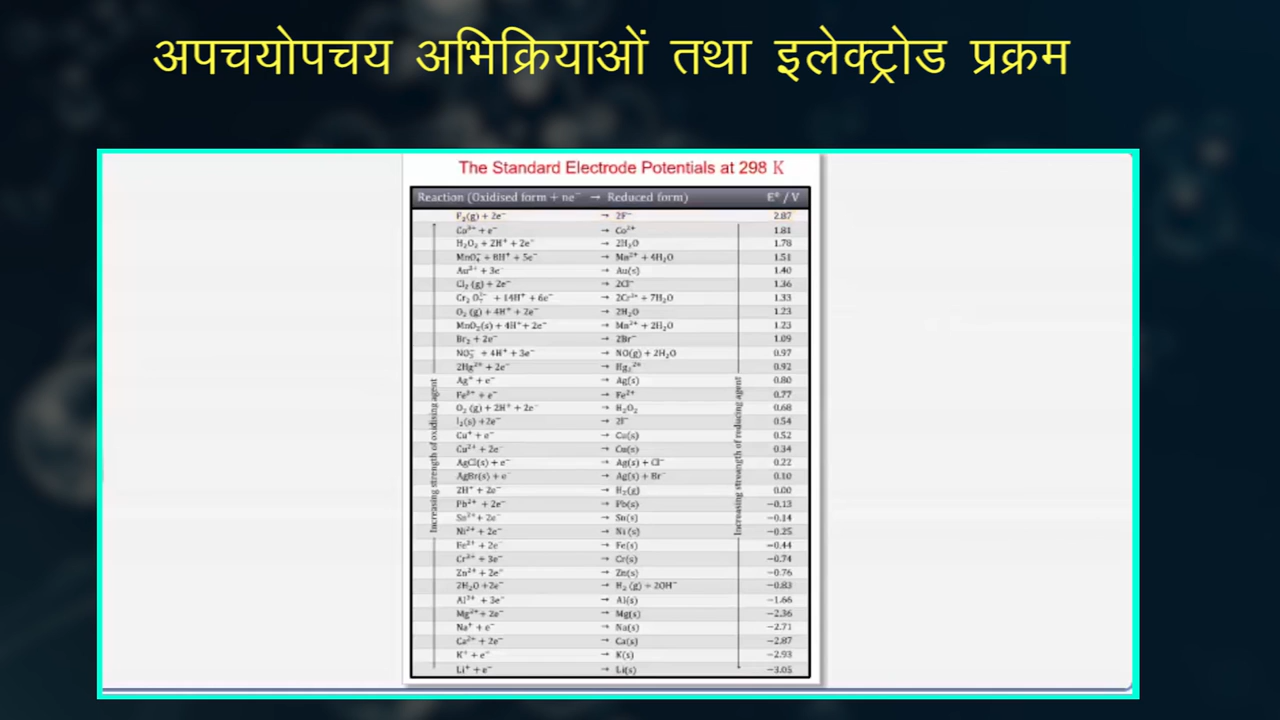 अपचयोपचय अभिक्रियाओं तथा इलेक्ट्रोड प्रक्रम
The Standard Electrode Potentials at 298 K
Reaction (Oxidised form + ne⁻ → Reduced form) E° / V
F₂(g) + 2e⁻ → 2F⁻ 2.87
Co³⁺ + e⁻ → Co²⁺ 1.81
H₂O₂ + 2H⁺ + 2e⁻ → 2H₂O 1.78
MnO₄⁻ + 8H⁺ + 5e⁻ → Mn²⁺ + 4H₂O 1.51
Au³⁺ + 3e⁻ → Au(s) 1.40
Cl₂ (g) + 2e⁻ → 2Cl⁻ 1.36
Cr₂O₇²⁻ + 14H⁺ + 6e⁻ → 2Cr³⁺ + 7H₂O 1.33
O₂ (g) + 4H⁺ + 2e⁻ → 2H₂O 1.23
MnO₂(s) + 4H⁺ + 2e⁻ → Mn²⁺ + 2H₂O 1.23
Br₂ + 2e⁻ → 2Br⁻ 1.09
NO₃⁻ + 4H⁺ + 3e⁻ → NO(g) + 2H₂O 0.97
2Hg²⁺ + 2e⁻ → Hg₂²⁺ 0.92
Ag⁺ + e⁻ → Ag(s) 0.80
Fe³⁺ + e⁻ → Fe²⁺ 0.77
O₂ (g) + 2H⁺ + 2e⁻ → H₂O₂ 0.68
I₂(s) + 2e⁻ → 2I⁻ 0.54
Cu⁺ + e⁻ → Cu(s) 0.52
Cu²⁺ + 2e⁻ → Cu(s) 0.34
AgCl(s) + e⁻ → Ag(s) + Cl⁻ 0.22
AgBr(s) + e⁻ → Ag(s) + Br⁻ 0.10
2H⁺ + 2e⁻ → H₂(g) 0.00
Pb²⁺ + 2e⁻ → Pb(s) −0.13
Sn²⁺ + 2e⁻ → Sn(s) −0.14
Ni²⁺ + 2e⁻ → Ni (s) −0.25
Fe²⁺ + 2e⁻ → Fe(s) −0.44
Cr³⁺ + 3e⁻ → Cr(s) −0.74
Zn²⁺ + 2e⁻ → Zn(s) −0.76
2H₂O + 2e⁻ → H₂ (g) + 2OH⁻ −0.83
Al³⁺ + 3e⁻ → Al(s) −1.66
Mg²⁺ + 2e⁻ → Mg(s) −2.36
Na⁺ + e⁻ → Na(s) −2.71
Ca²⁺ + 2e⁻ → Ca(s) −2.87
K⁺ + e⁻ → K(s) −2.93
Li⁺ + e⁻ → Li(s) −3.05
Increasing strength of oxidising agent
Increasing of reducing agent